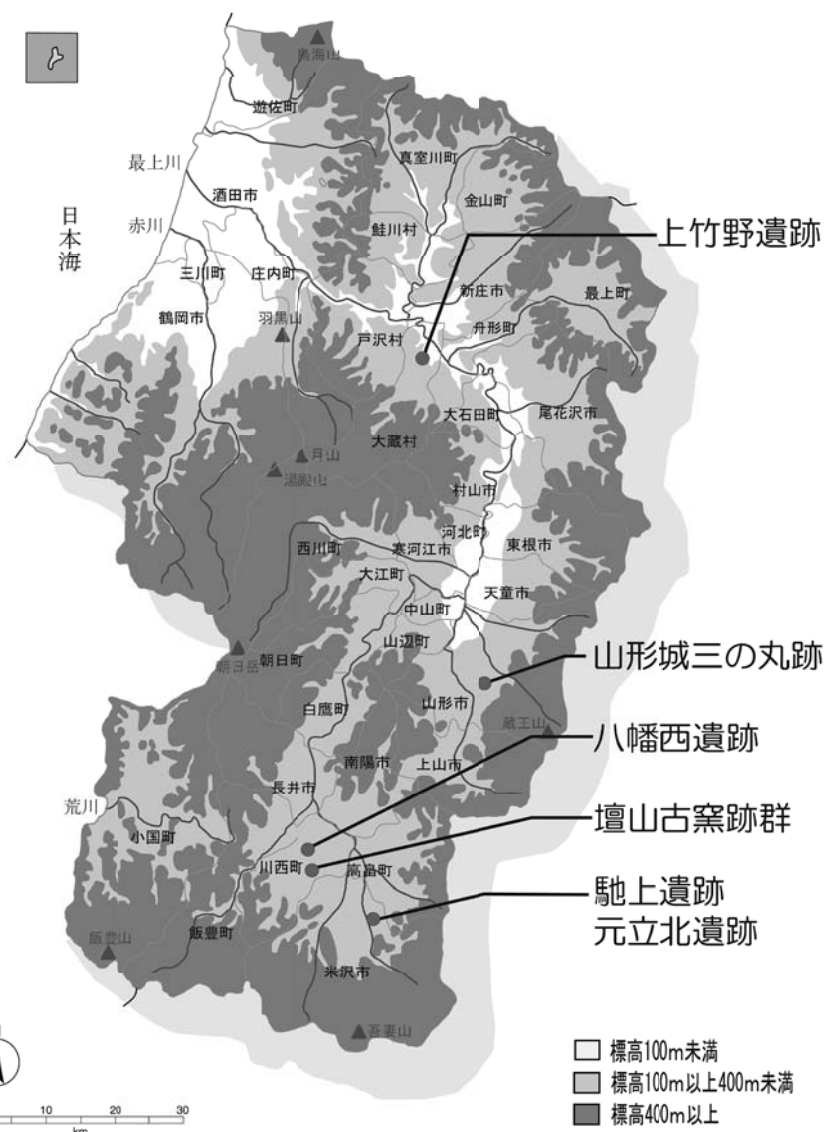 鳥海山
遊佐町
真室川町
最上川
酒田市
金山町
鮭川村
赤川
日本海
上竹野遺跡
三川町
庄内町
新庄市
最上町
鶴岡市
羽黒山
戸沢村
舟形町
大石田町
尾花沢市
大蔵村
月山
湯殿山
村山市
河北町
西川町
寒河江市
東根市
大江町
天童市
中山町
山辺町
朝日岳
朝日町
山形城三の丸跡
白鷹町
山形市
蔵王山
八幡西遺跡
南陽市
上山市
長井市
荒川
小国町
壇山古窯跡群
川西町
高畠町
馳上遺跡
元立北遺跡
飯豊町
飯豊山
米沢市
吾妻山
標高100m未満
標高100m以上400m未満
標高400m以上
10 20 30
km